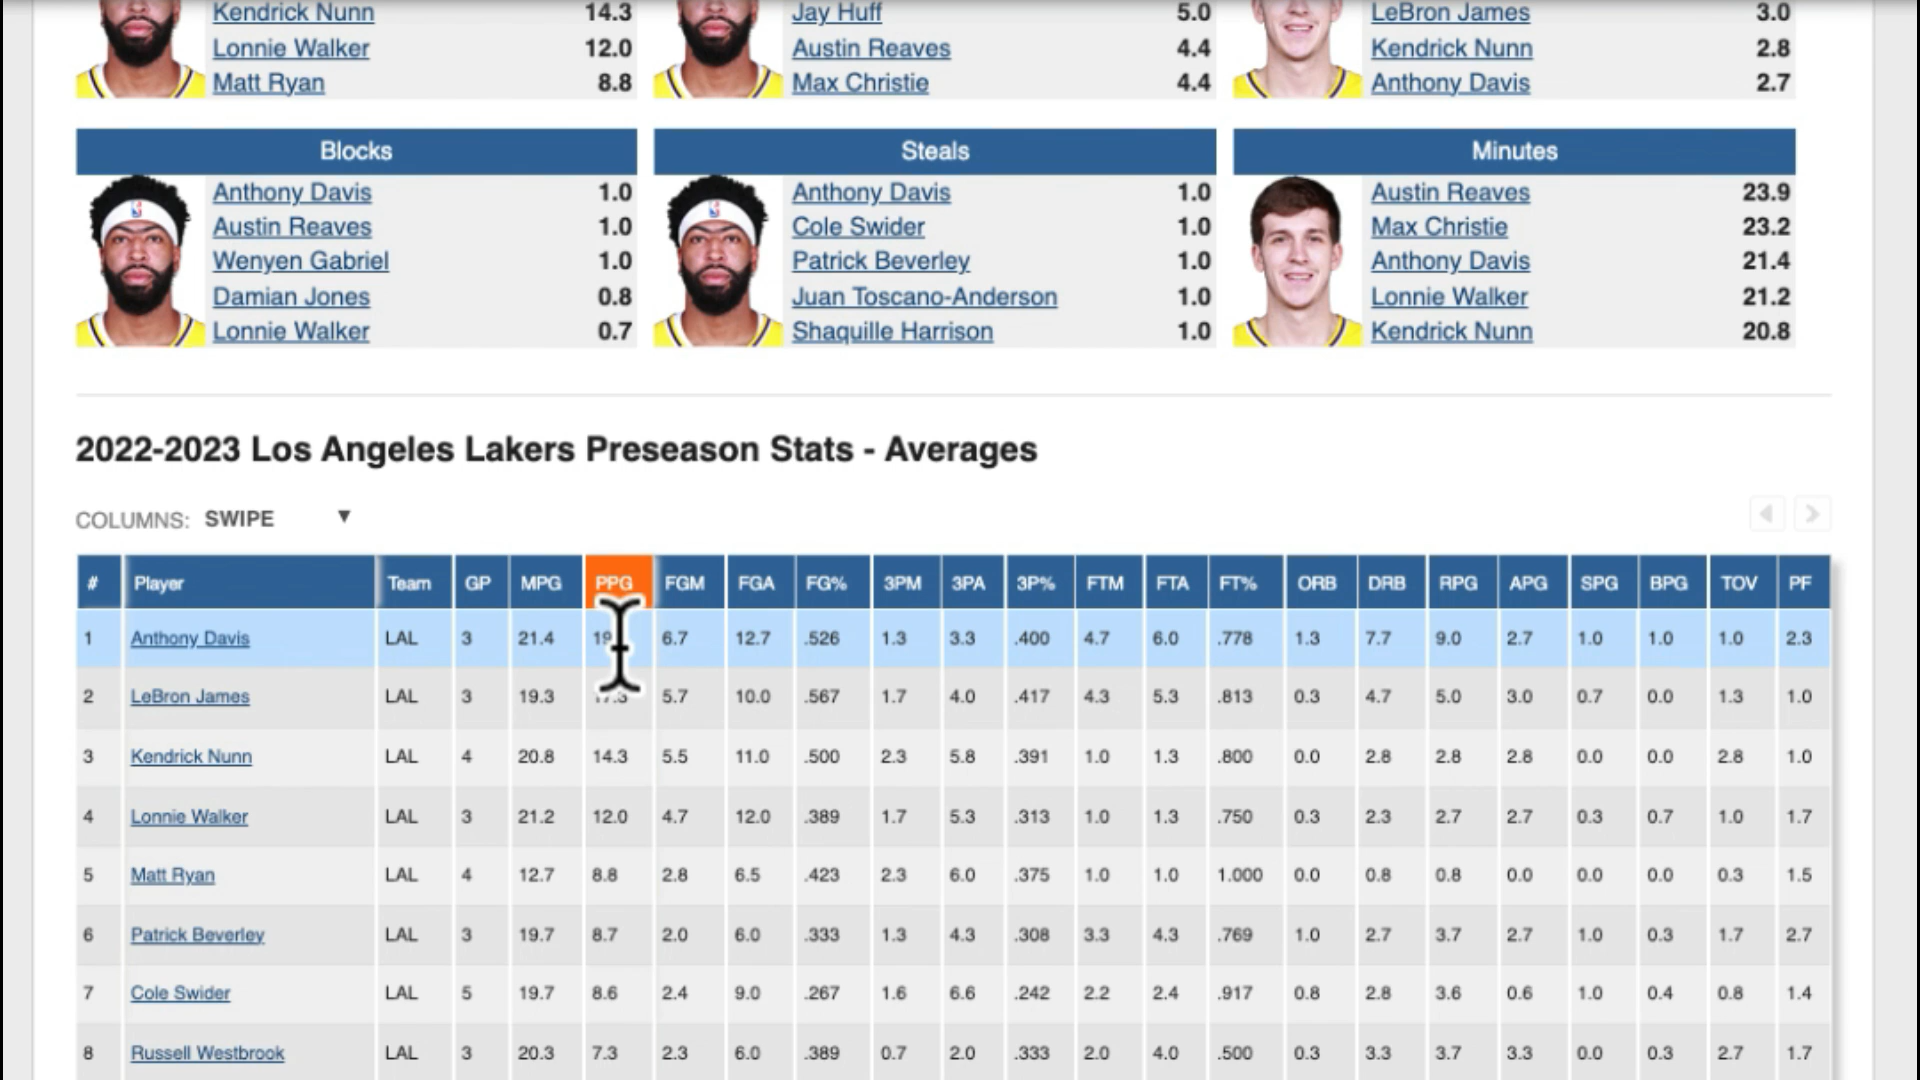 Kendrick Nunn 14.3
Lonnie Walker 12.0
Matt Ryan 8.8
Jay Huff 5.0
Austin Reaves 4.4
Max Christie 4.4
LeBron James 3.0
Kendrick Nunn 2.8
Anthony Davis 2.7
Blocks
Anthony Davis 1.0
Austin Reaves 1.0
Wenyen Gabriel 1.0
Damian Jones 0.8
Lonnie Walker 0.7
Steals
Anthony Davis 1.0
Cole Swider 1.0
Patrick Beverley 1.0
Juan Toscano-Anderson 1.0
Shaquille Harrison 1.0
Minutes
Austin Reaves 23.9
Max Christie 23.2
Anthony Davis 21.4
Lonnie Walker 21.2
Kendrick Nunn 20.8
2022-2023 Los Angeles Lakers Preseason Stats - Averages
COLUMNS: SWIPE
# Player Team GP MPG PPG FGM FGA FG% 3PM 3PA 3P% FTM FTA FT% ORB DRB RPG APG SPG BPG TOV PF
1 Anthony Davis LAL 3 21.4 6.7 12.7 .526 1.3 3.3 .400 4.7 6.0 .778 1.3 7.7 9.0 2.7 1.0 1.0 1.0 2.3
2 LeBron James LAL 3 19.3 5.7 10.0 .567 1.7 4.0 .417 4.3 5.3 .813 0.3 4.7 5.0 3.0 0.7 0.0 1.3 1.0
3 Kendrick Nunn LAL 4 20.8 14.3 5.5 11.0 .500 2.3 5.8 .391 1.0 1.3 .800 0.0 2.8 2.8 2.8 0.0 0.0 2.8 1.0
4 Lonnie Walker LAL 3 21.2 12.0 4.7 12.0 .389 1.7 5.3 .313 1.0 1.3 .750 0.3 2.3 2.7 2.7 0.3 0.7 1.0 1.7
5 Matt Ryan LAL 4 12.7 8.8 2.8 6.5 .423 2.3 6.0 .375 1.0 1.0 1.000 0.0 0.8 0.8 0.0 0.0 0.0 0.3 1.5
6 Patrick Beverley LAL 3 19.7 8.7 2.0 6.0 .333 1.3 4.3 .308 3.3 4.3 .769 1.0 2.7 3.7 2.7 1.0 0.3 1.7 2.7
7 Cole Swider LAL 5 19.7 8.6 2.4 9.0 .267 1.6 6.6 .242 2.2 2.4 .917 0.8 2.8 3.6 0.6 1.0 0.4 0.8 1.4
8 Russell Westbrook LAL 3 20.3 7.3 2.3 6.0 .389 0.7 2.0 .333 2.0 4.0 .500 0.3 3.3 3.7 3.3 0.0 0.3 2.7 1.7